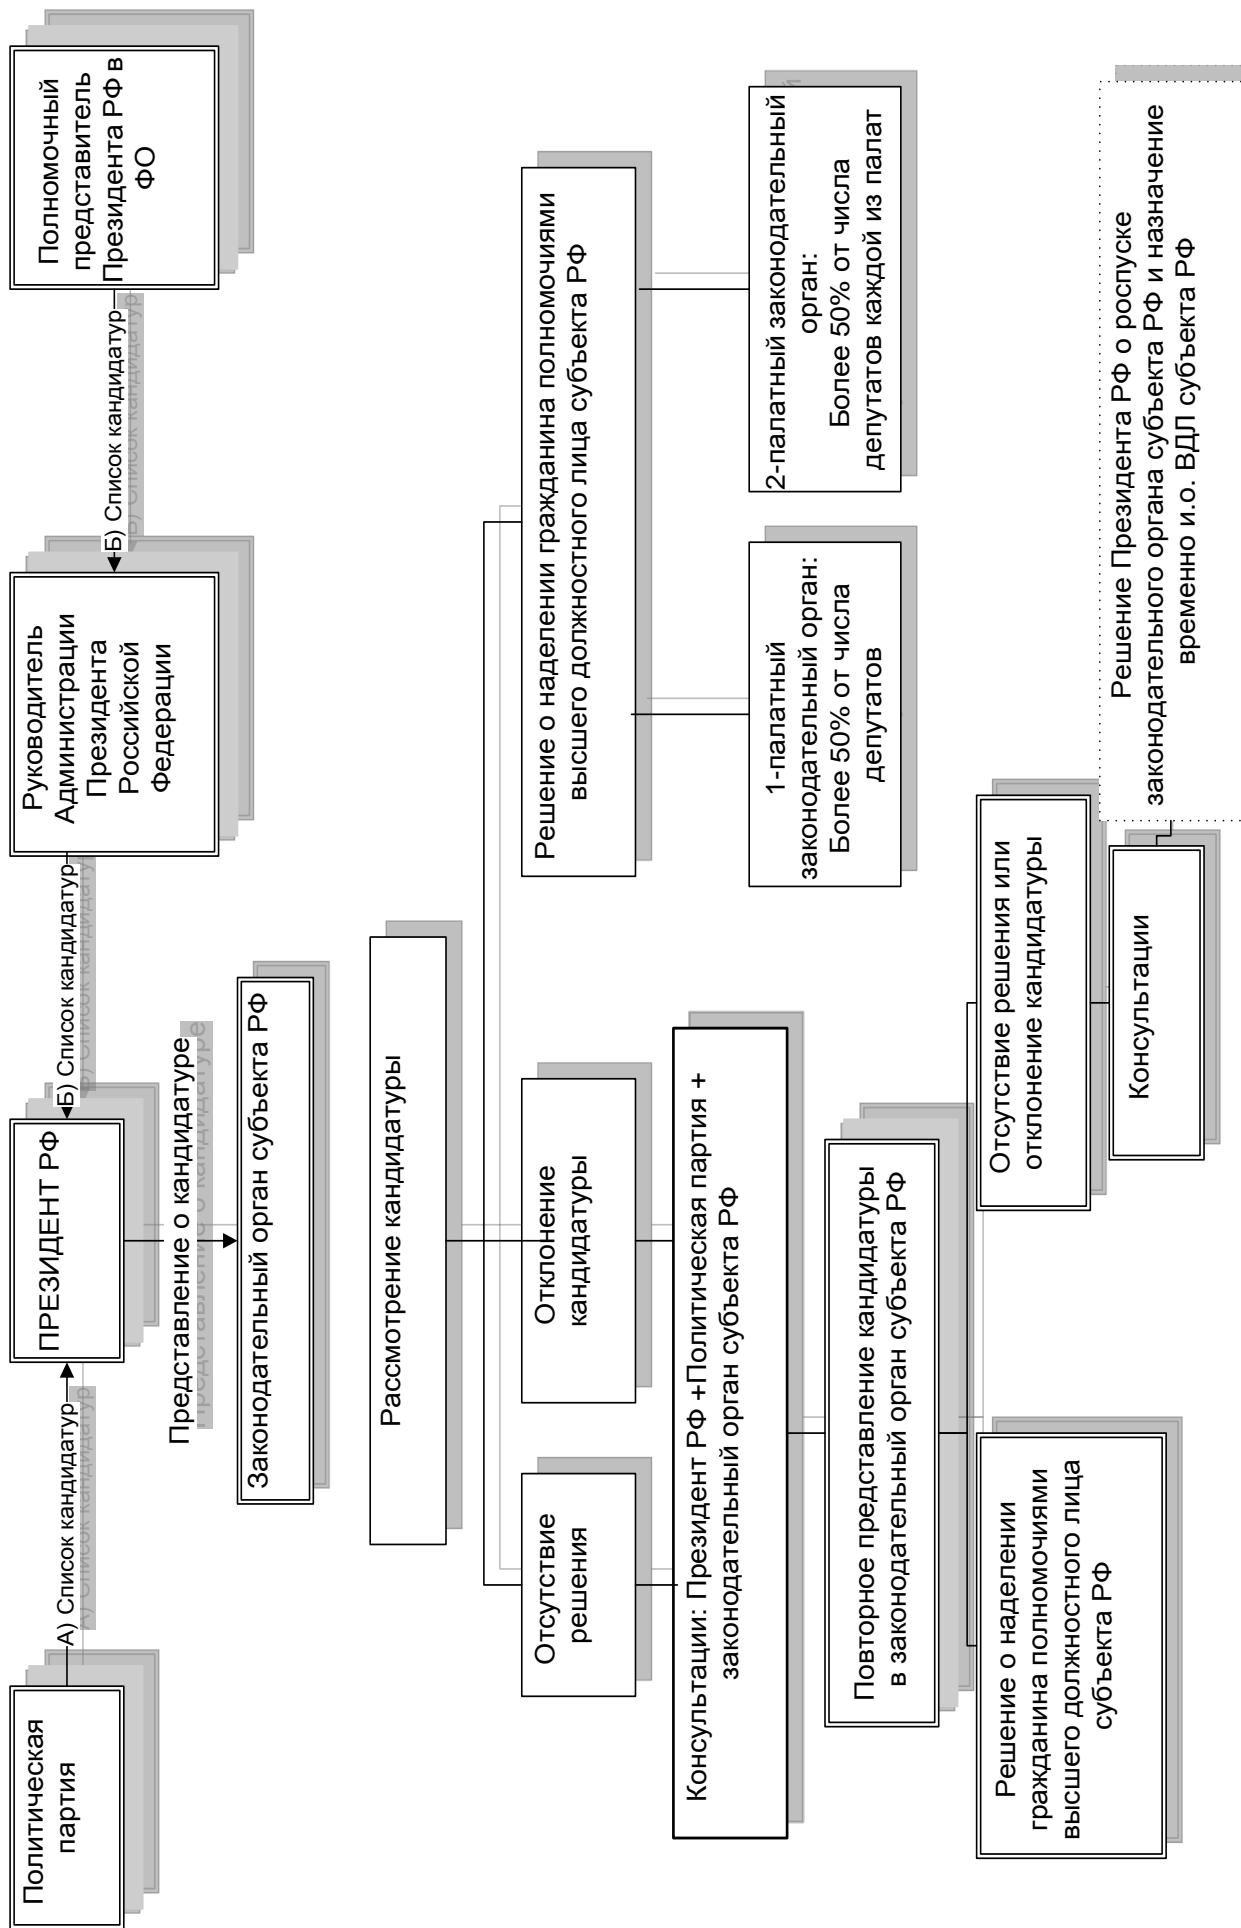 Политическая
партия
А) Список кандидатур
ПРЕЗИДЕНТ РФ
Б) Список кандидатур
Руководитель
Администрации
Президента
Российской
Федерации
Б) Список кандидатур
Полномочный
представитель
Президента РФ в
ФО
Представление о кандидатуре
Законодательный орган субъекта РФ
Рассмотрение кандидатуры
Отсутствие
решения
Отклонение
кандидатуры
Решение о наделении гражданина полномочиями
высшего должностного лица субъекта РФ
Консультации: Президент РФ +Политическая партия +
законодательный орган субъекта РФ
1-палатный
законодательный орган:
Более 50% от числа
депутатов
2-палатный законодательный
орган:
Более 50% от числа
депутатов каждой из палат
Повторное представление кандидатуры
в законодательный орган субъекта РФ
Решение о наделении
гражданина полномочиями
высшего должностного лица
субъекта РФ
Отсутствие решения или
отклонение кандидатуры
Консультации
Решение Президента РФ о роспуске
законодательного органа субъекта РФ и назначение
временно и.о. ВДЛ субъекта РФ